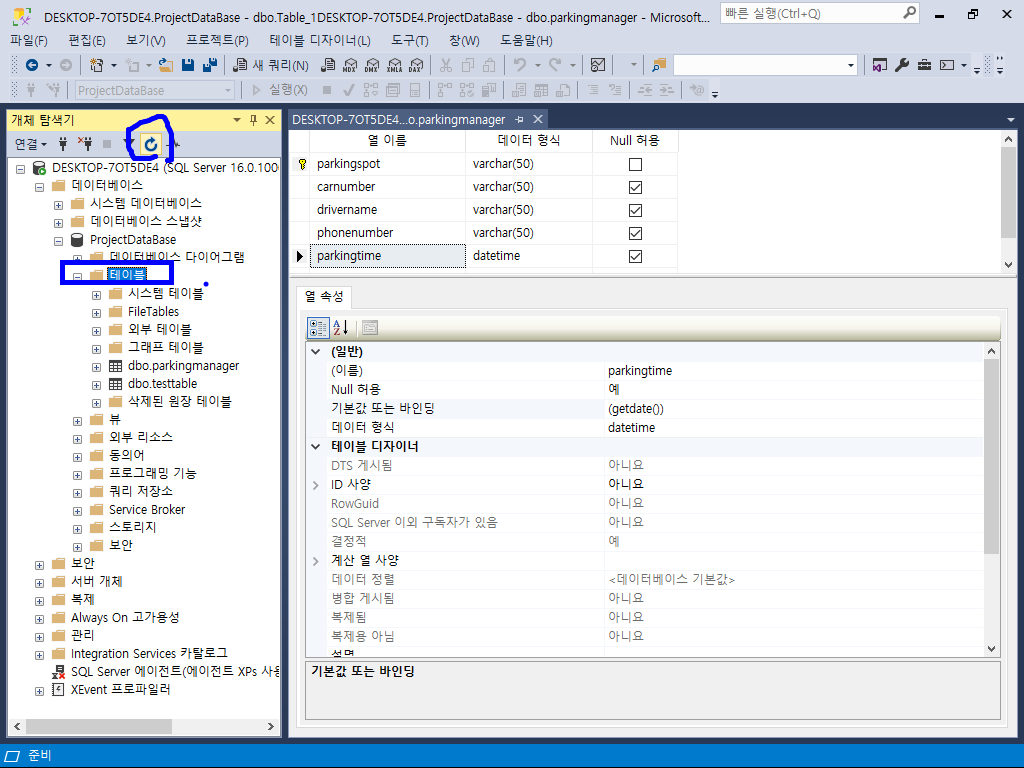 DESKTOP-7OT5DE4.ProjectDataBase - dbo.Table_1DESKTOP-7OT5DE4.ProjectDataBase - dbo.parkingmanager - Microsoft...
빠른 실행(Ctrl+Q)
파일(F) 편집(E) 보기(V) 프로젝트(P) 테이블 디자이너(L) 도구(T) 창(W) 도움말(H)
새 쿼리(N) MDX DMX XMLA DAX
ProjectDataBase 실행(X)
개체 탐색기
연결
DESKTOP-7OT5DE4 (SQL Server 16.0.100
데이터베이스
시스템 데이터베이스
데이터베이스 스냅샷
ProjectDataBase
데이터베이스 다이어그램
테이블
시스템 테이블
FileTables
외부 테이블
그래프 테이블
dbo.parkingmanager
dbo.testtable
삭제된 원장 테이블
뷰
외부 리소스
동의어
프로그래밍 기능
쿼리 저장소
Service Broker
스토리지
보안
보안
서버 개체
복제
Always On 고가용성
관리
Integration Services 카탈로그
SQL Server 에이전트(에이전트 XPs 사용
XEvent 프로파일러
DESKTOP-7OT5DE4...o.parkingmanager
열 이름 데이터 형식 Null 허용
parkingspot varchar(50)
carnumber varchar(50)
drivername varchar(50)
phonenumber varchar(50)
parkingtime datetime
열 속성
(일반)
(이름) parkingtime
Null 허용 예
기본값 또는 바인딩 (getdate())
데이터 형식 datetime
테이블 디자이너
DTS 게시됨 아니요
ID 사양 아니요
RowGuid 아니요
SQL Server 이외 구독자가 있음 아니요
결정적 예
계산 열 사양
데이터 정렬 <데이터베이스 기본값>
병합 게시됨 아니요
복제됨 아니요
복제용 아님 아니요
설명
기본값 또는 바인딩
준비